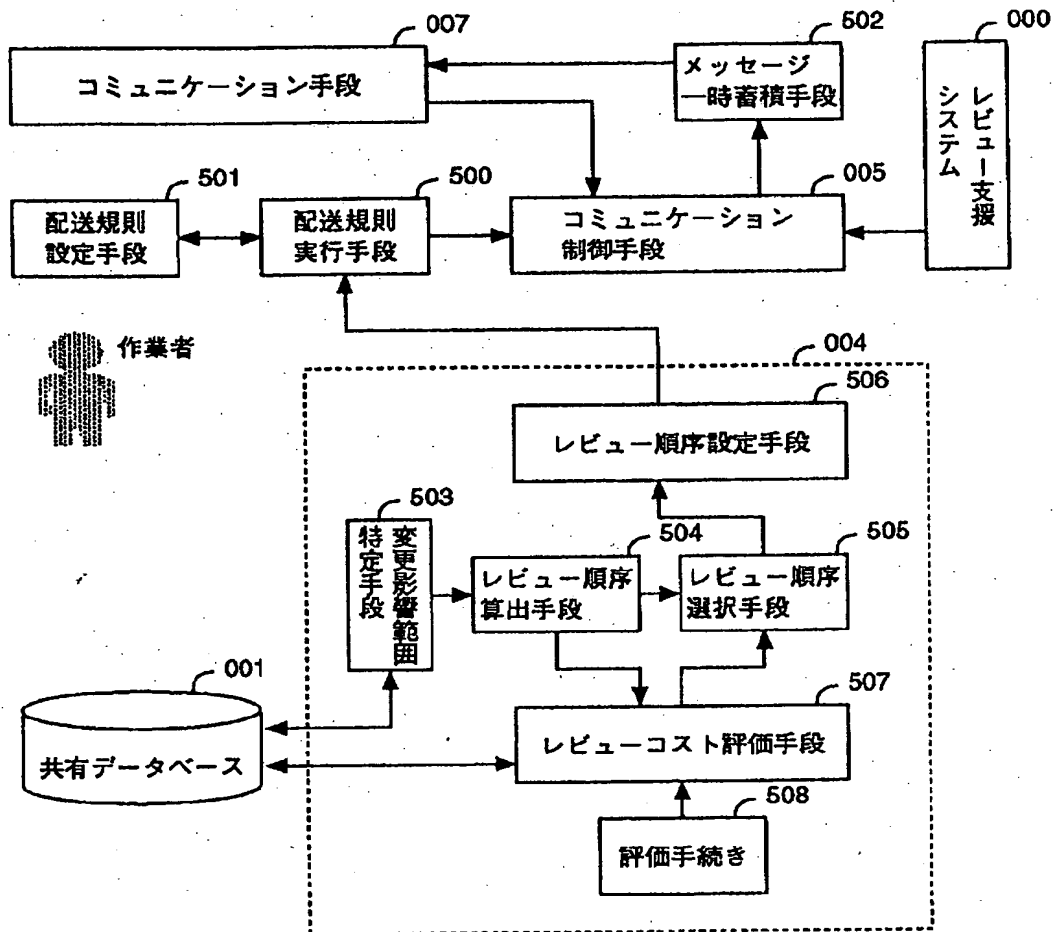 007
コミュニケーション手段
502
メッセージ
一時蓄積手段
000
レビュー支援
システム
501
配送規則
設定手段
500
配送規則
実行手段
005
コミュニケーション
制御手段
作業者
004
506
レビュー順序設定手段
503
変更影響範囲
特定手段
504
レビュー順序
算出手段
505
レビュー順序
選択手段
001
共有データベース
507
レビューコスト評価手段
508
評価手続き